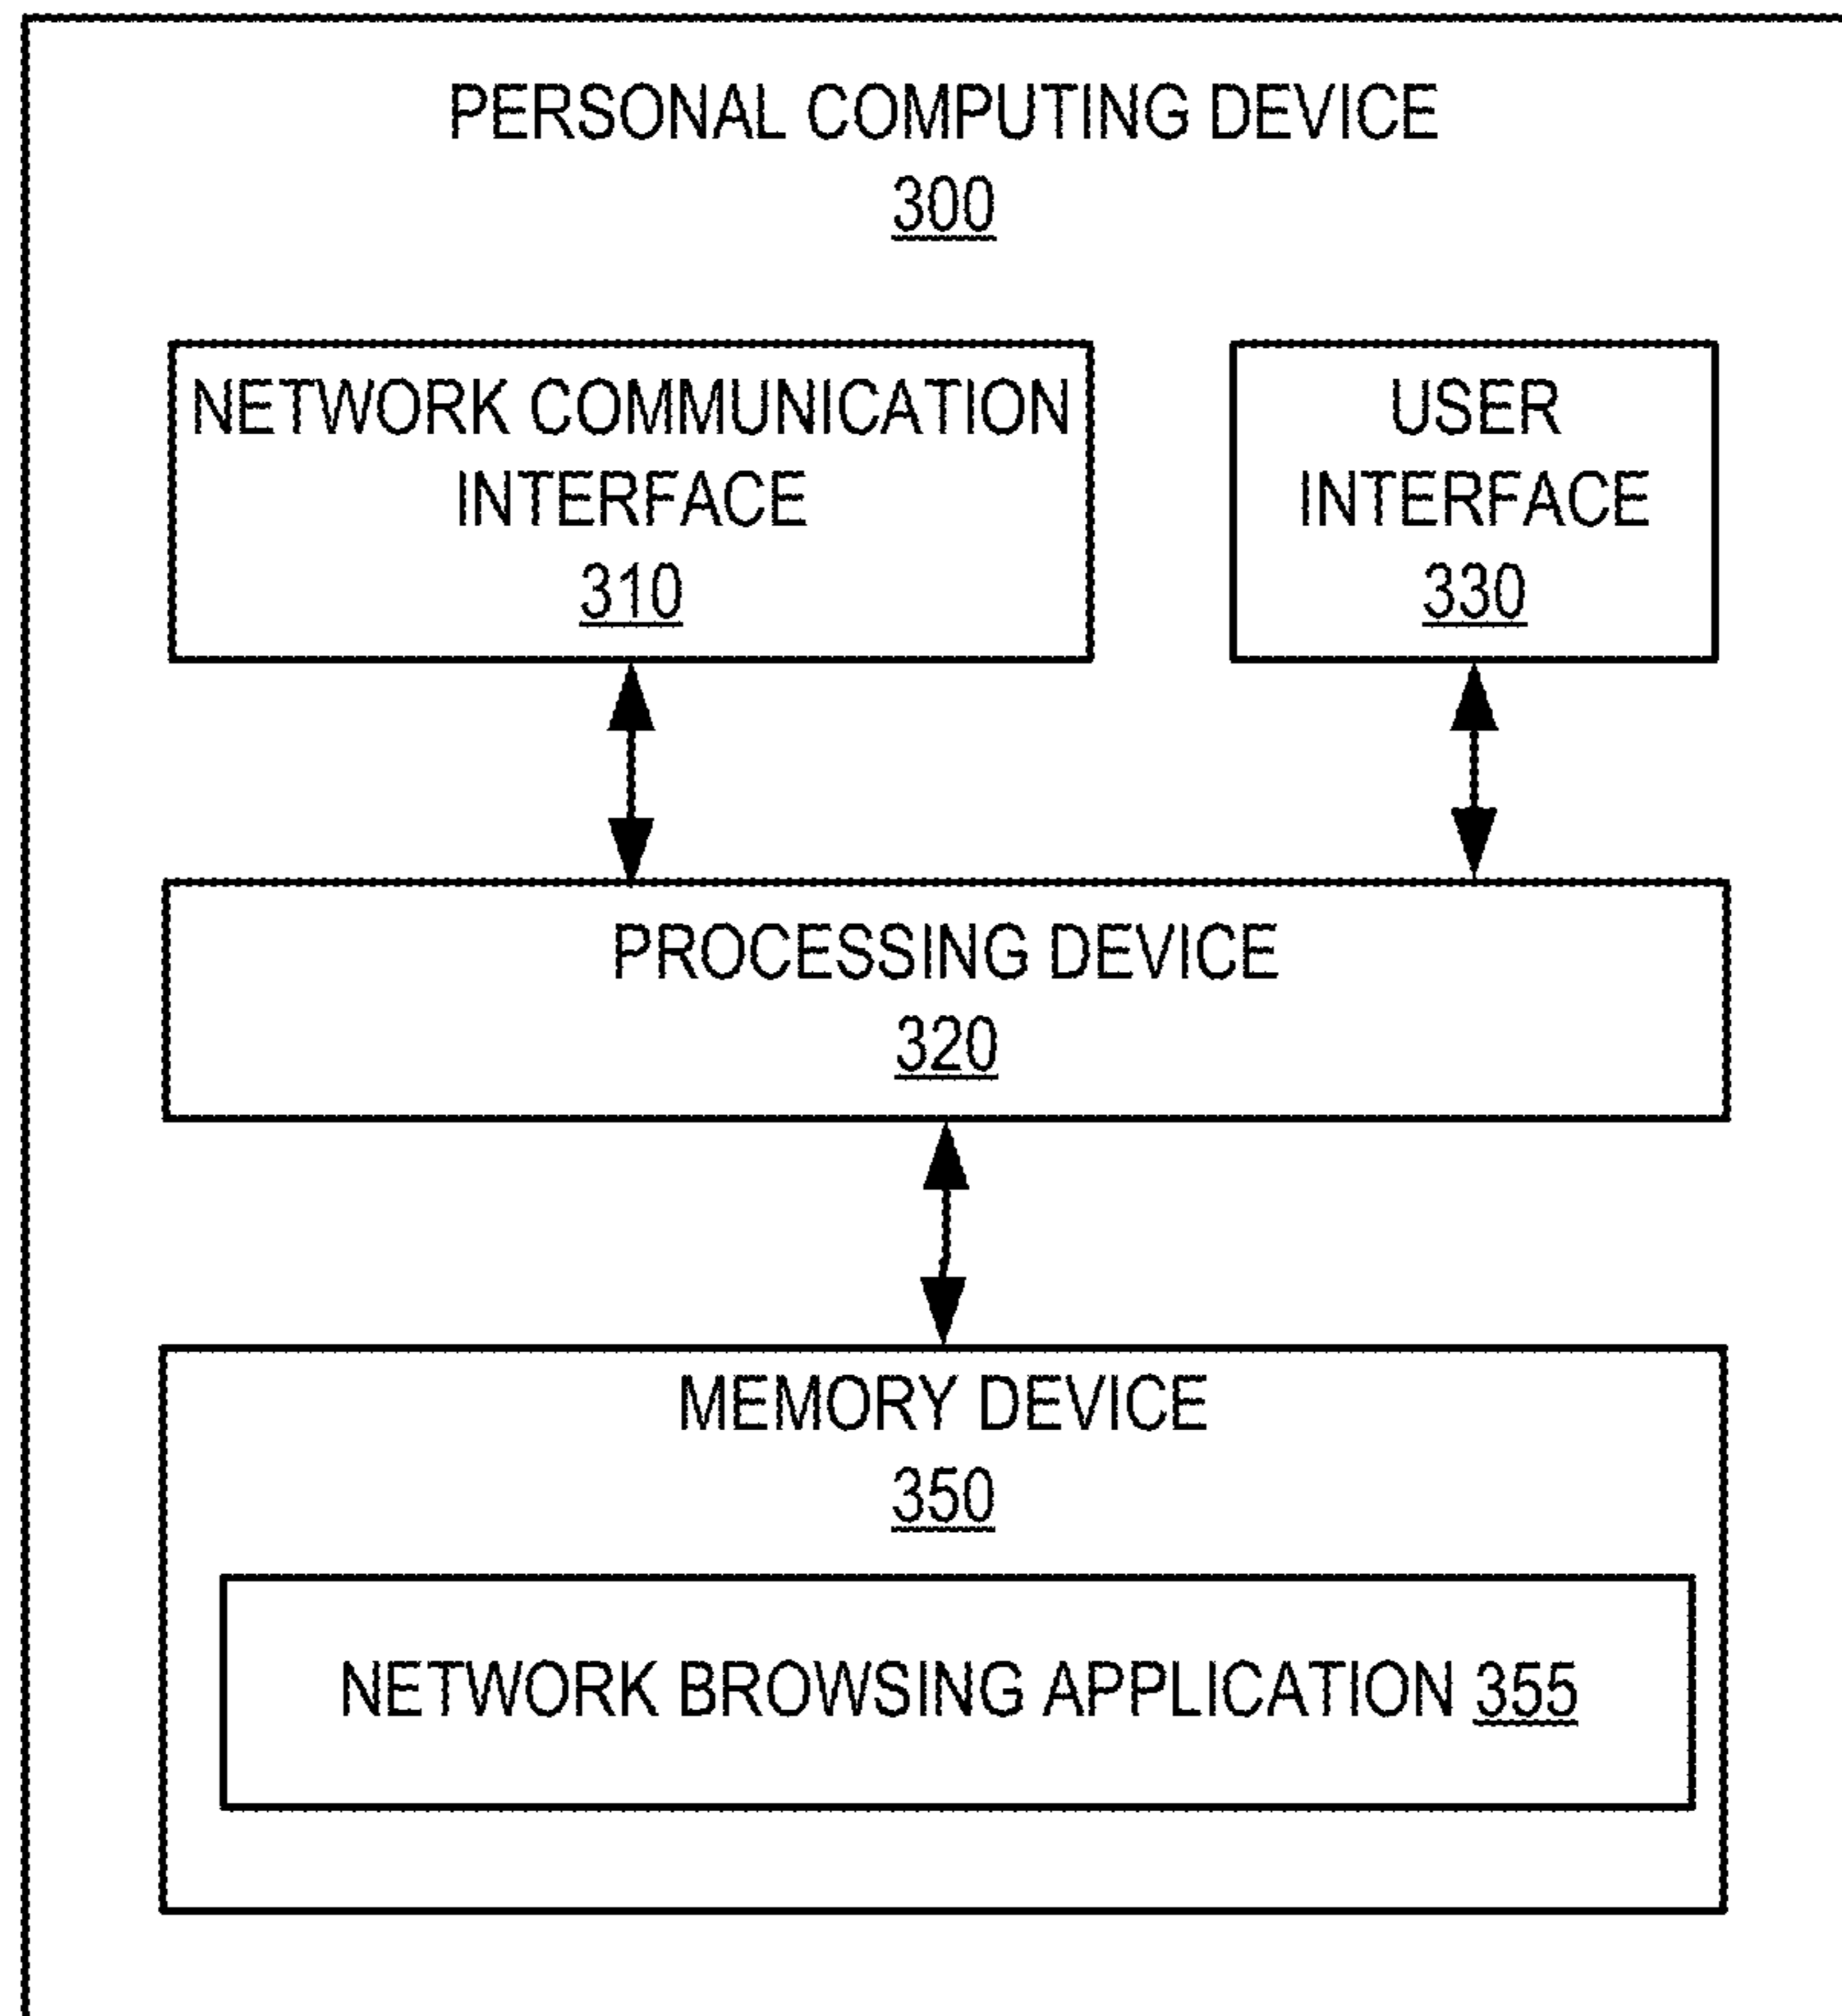 PERSONAL COMPUTING DEVICE
300
NETWORK COMMUNICATION
INTERFACE
310
USER
INTERFACE
330
PROCESSING DEVICE
320
MEMORY DEVICE
350
NETWORK BROWSING APPLICATION 355